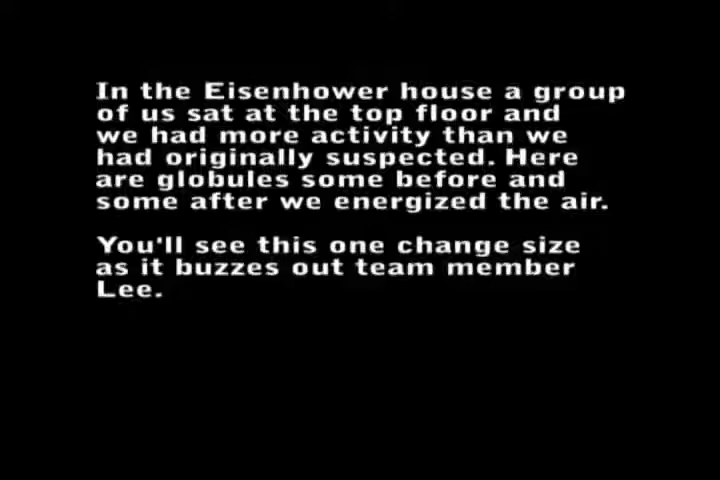 In the Eisenhower house a group
of us sat at the top floor and
we had more activity than we
had originally suspected. Here
are globules some before and
some after we energized the air.
You'll see this one change size
as it buzzes out team member
Lee.